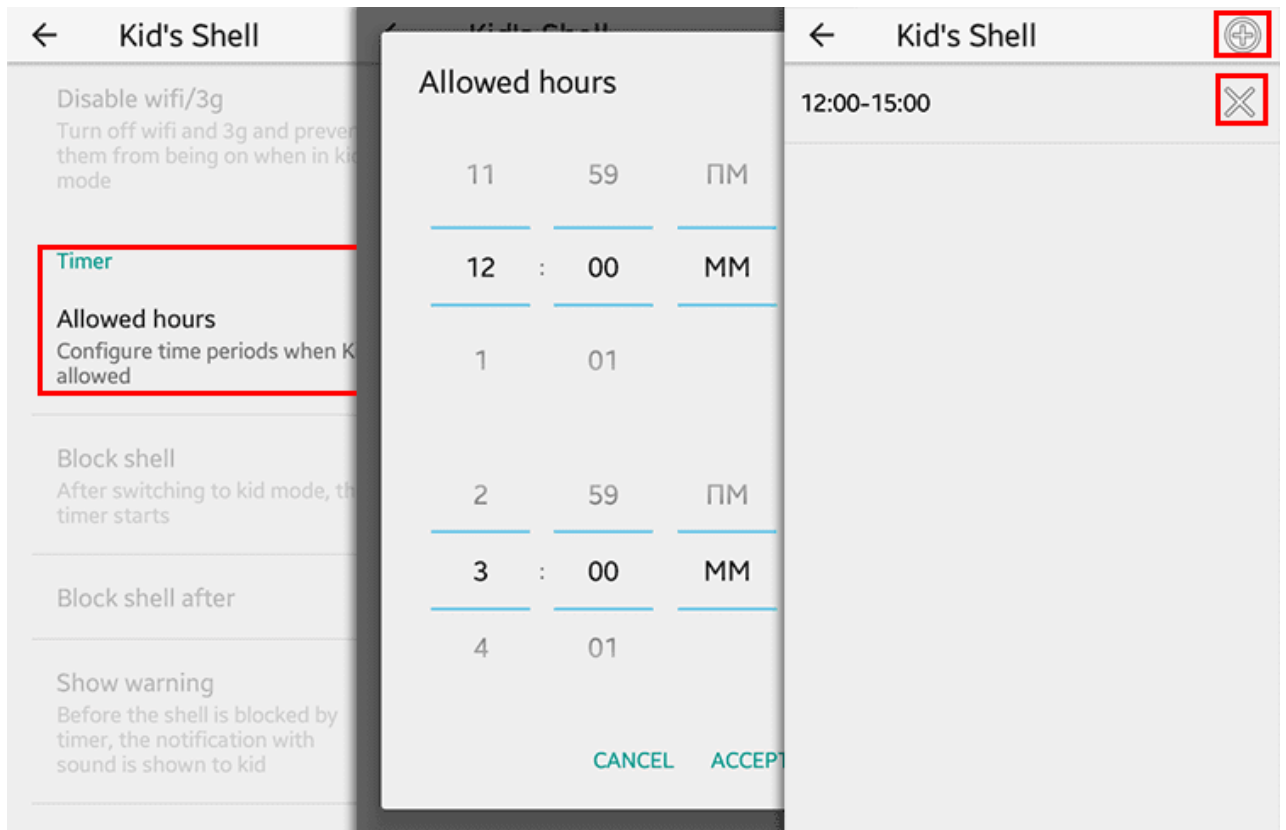 Kid's Shell
Disable wifi/3g
Turn off wifi and 3g and prever
them from being on when in
mode
Timer
Allowed hours
Configure time periods when K
allowed
Block shell
After switching to kid mode, th
timer starts
Block shell after
Show warning
Before the shell is blocked by
timer, the notification with
sound is shown to kid
Allowed hours
11 59 ПМ
12 : 00 ММ
1 01
2 59 ПМ
3 : 00 ММ
4 01
CANCEL ACCEPT
Kid's Shell
12:00-15:00